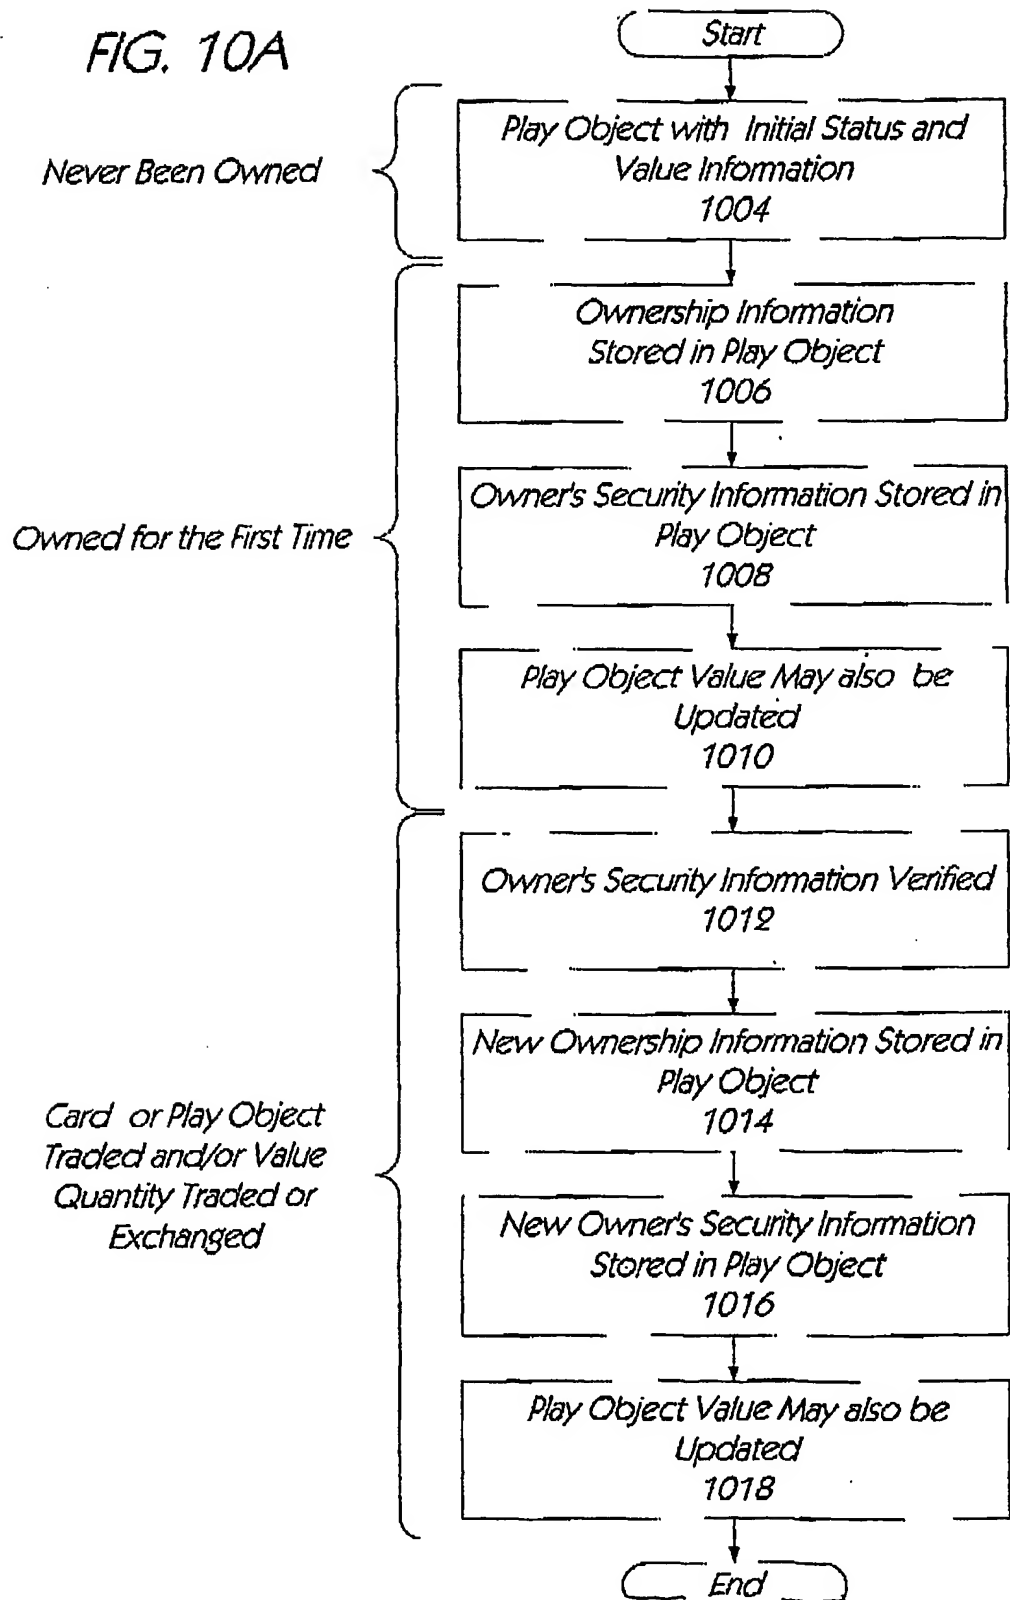 FIG. 10A
Start
Never Been Owned
Play Object with Initial Status and
Value Information
1004
Ownership Information
Stored in Play Object
1006
Owned for the First Time
Owner's Security Information Stored in
Play Object
1008
Play Object Value May also be
Updated
1010
Card or Play Object
Traded and/or Value
Quantity Traded or
Exchanged
Owner's Security Information Verified
1012
New Ownership Information Stored in
Play Object
1014
New Owner's Security Information
Stored in Play Object
1016
Play Object Value May also be
Updated
1018
End